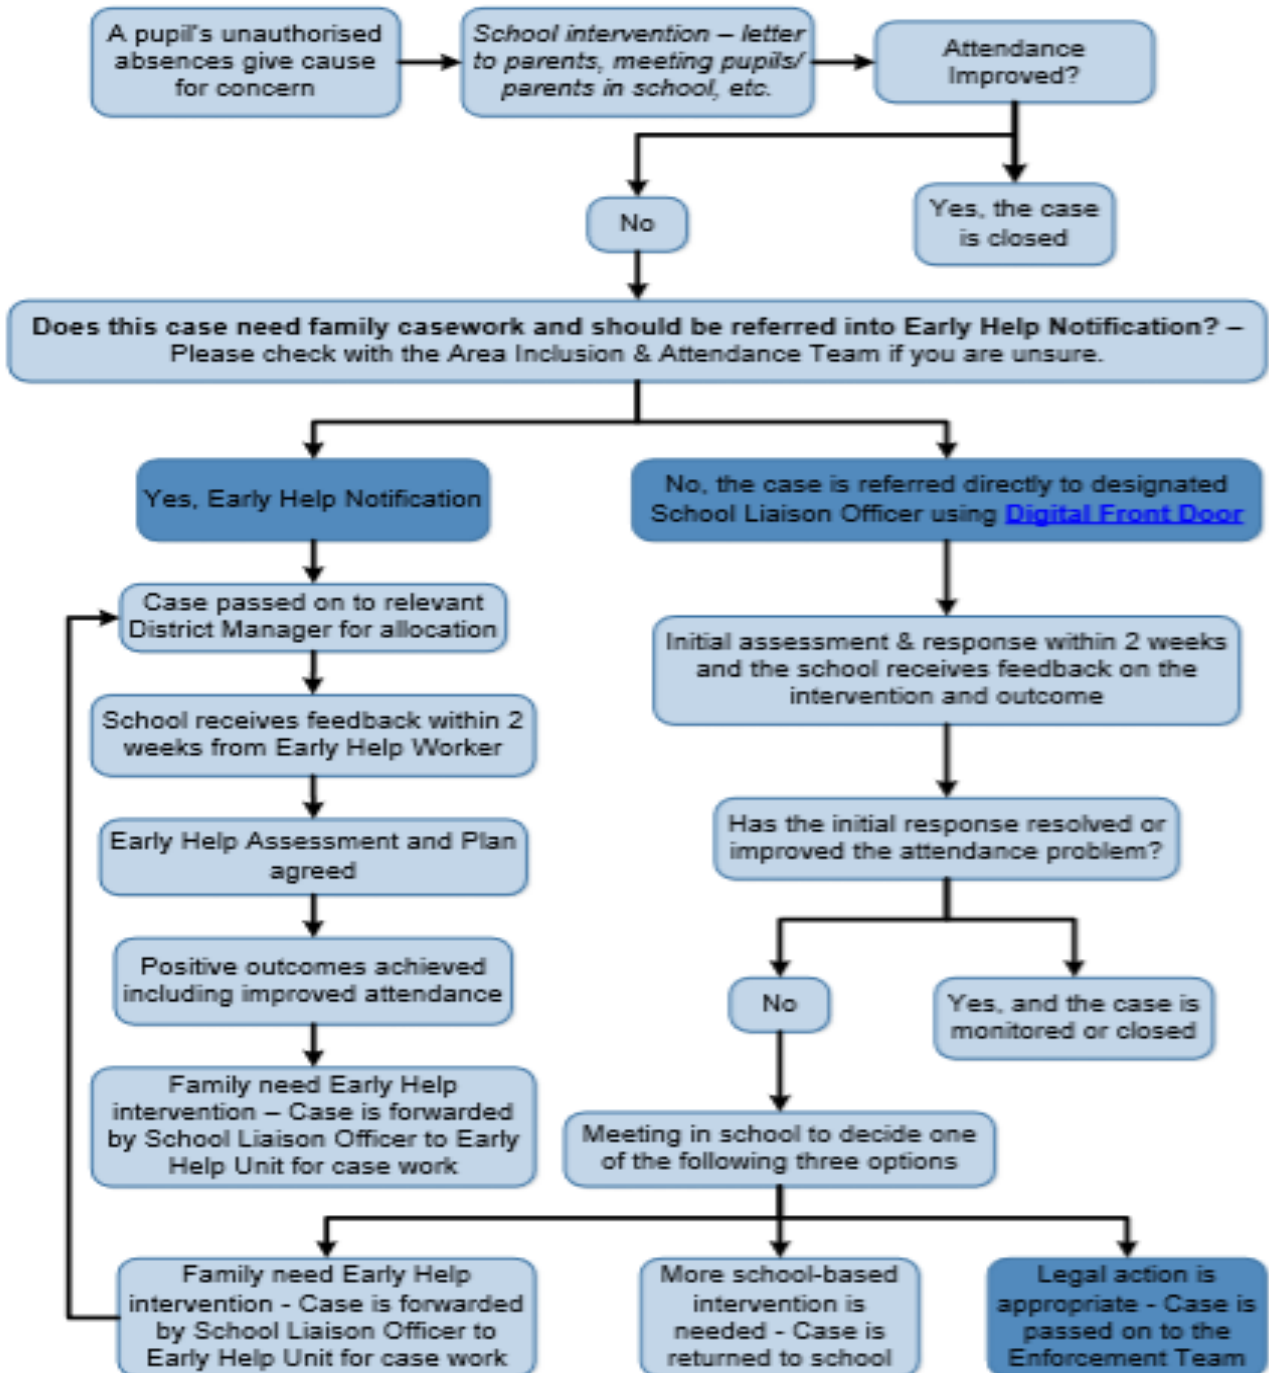 A pupil's unauthorised
absences give cause
for concern
School intervention – letter
to parents, meeting pupils/
parents in school, etc.
Attendance
Improved?
No
Yes, the case
is closed
Does this case need family casework and should be referred into Early Help Notification? –
Please check with the Area Inclusion & Attendance Team if you are unsure.
Yes, Early Help Notification
No, the case is referred directly to designated
School Liaison Officer using Digital Front Door
Case passed on to relevant
District Manager for allocation
School receives feedback within 2
weeks from Early Help Worker
Early Help Assessment and Plan
agreed
Positive outcomes achieved
including improved attendance
Family need Early Help
intervention – Case is forwarded
by School Liaison Officer to Early
Help Unit for case work
Initial assessment & response within 2 weeks
and the school receives feedback on the
intervention and outcome
Has the initial response resolved or
improved the attendance problem?
No
Yes, and the case is
monitored or closed
Meeting in school to decide one
of the following three options
Family need Early Help
intervention - Case is forwarded
by School Liaison Officer to
Early Help Unit for case work
More school-based
intervention is
needed - Case is
returned to school
Legal action is
appropriate - Case is
passed on to the
Enforcement Team